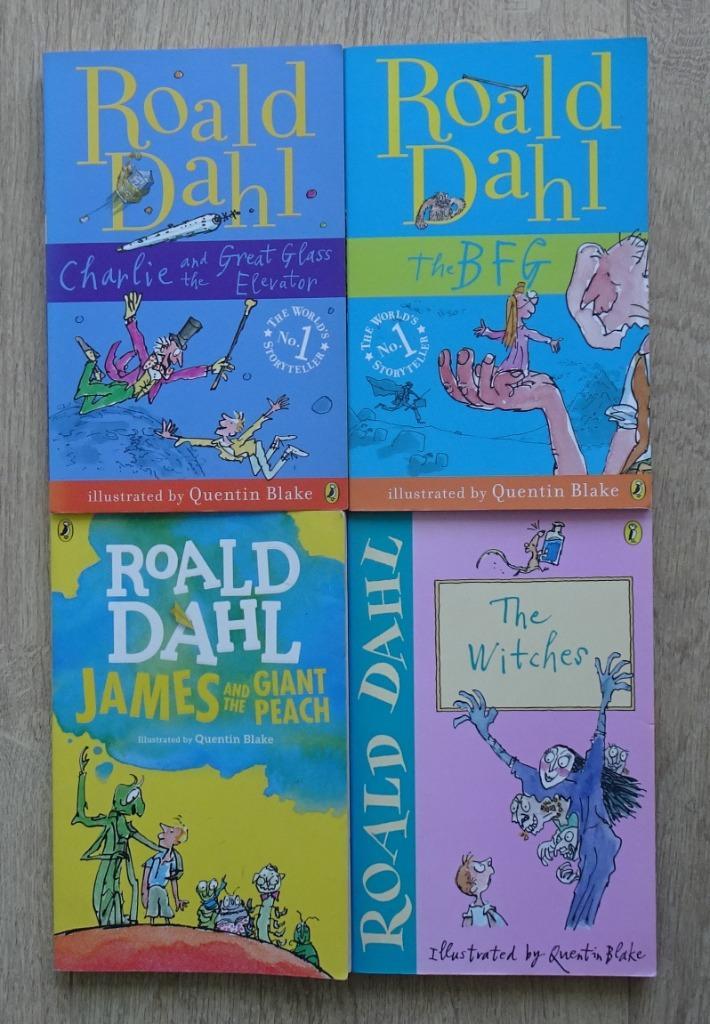 Roald
Dahl
Charlie and the Great Glass
Elevator
THE WORLD'S
No.1
STORYTELLER
illustrated by Quentin Blake
Roald
Dahl
the BFG
THE WORLD'S
No.1
STORYTELLER
illustrated by Quentin Blake
ROALD
DAHL
JAMES AND THE GIANT
PEACH
Illustrated by Quentin Blake
ROALD DAHL
The
Witches
Illustrated by Quentin Blake